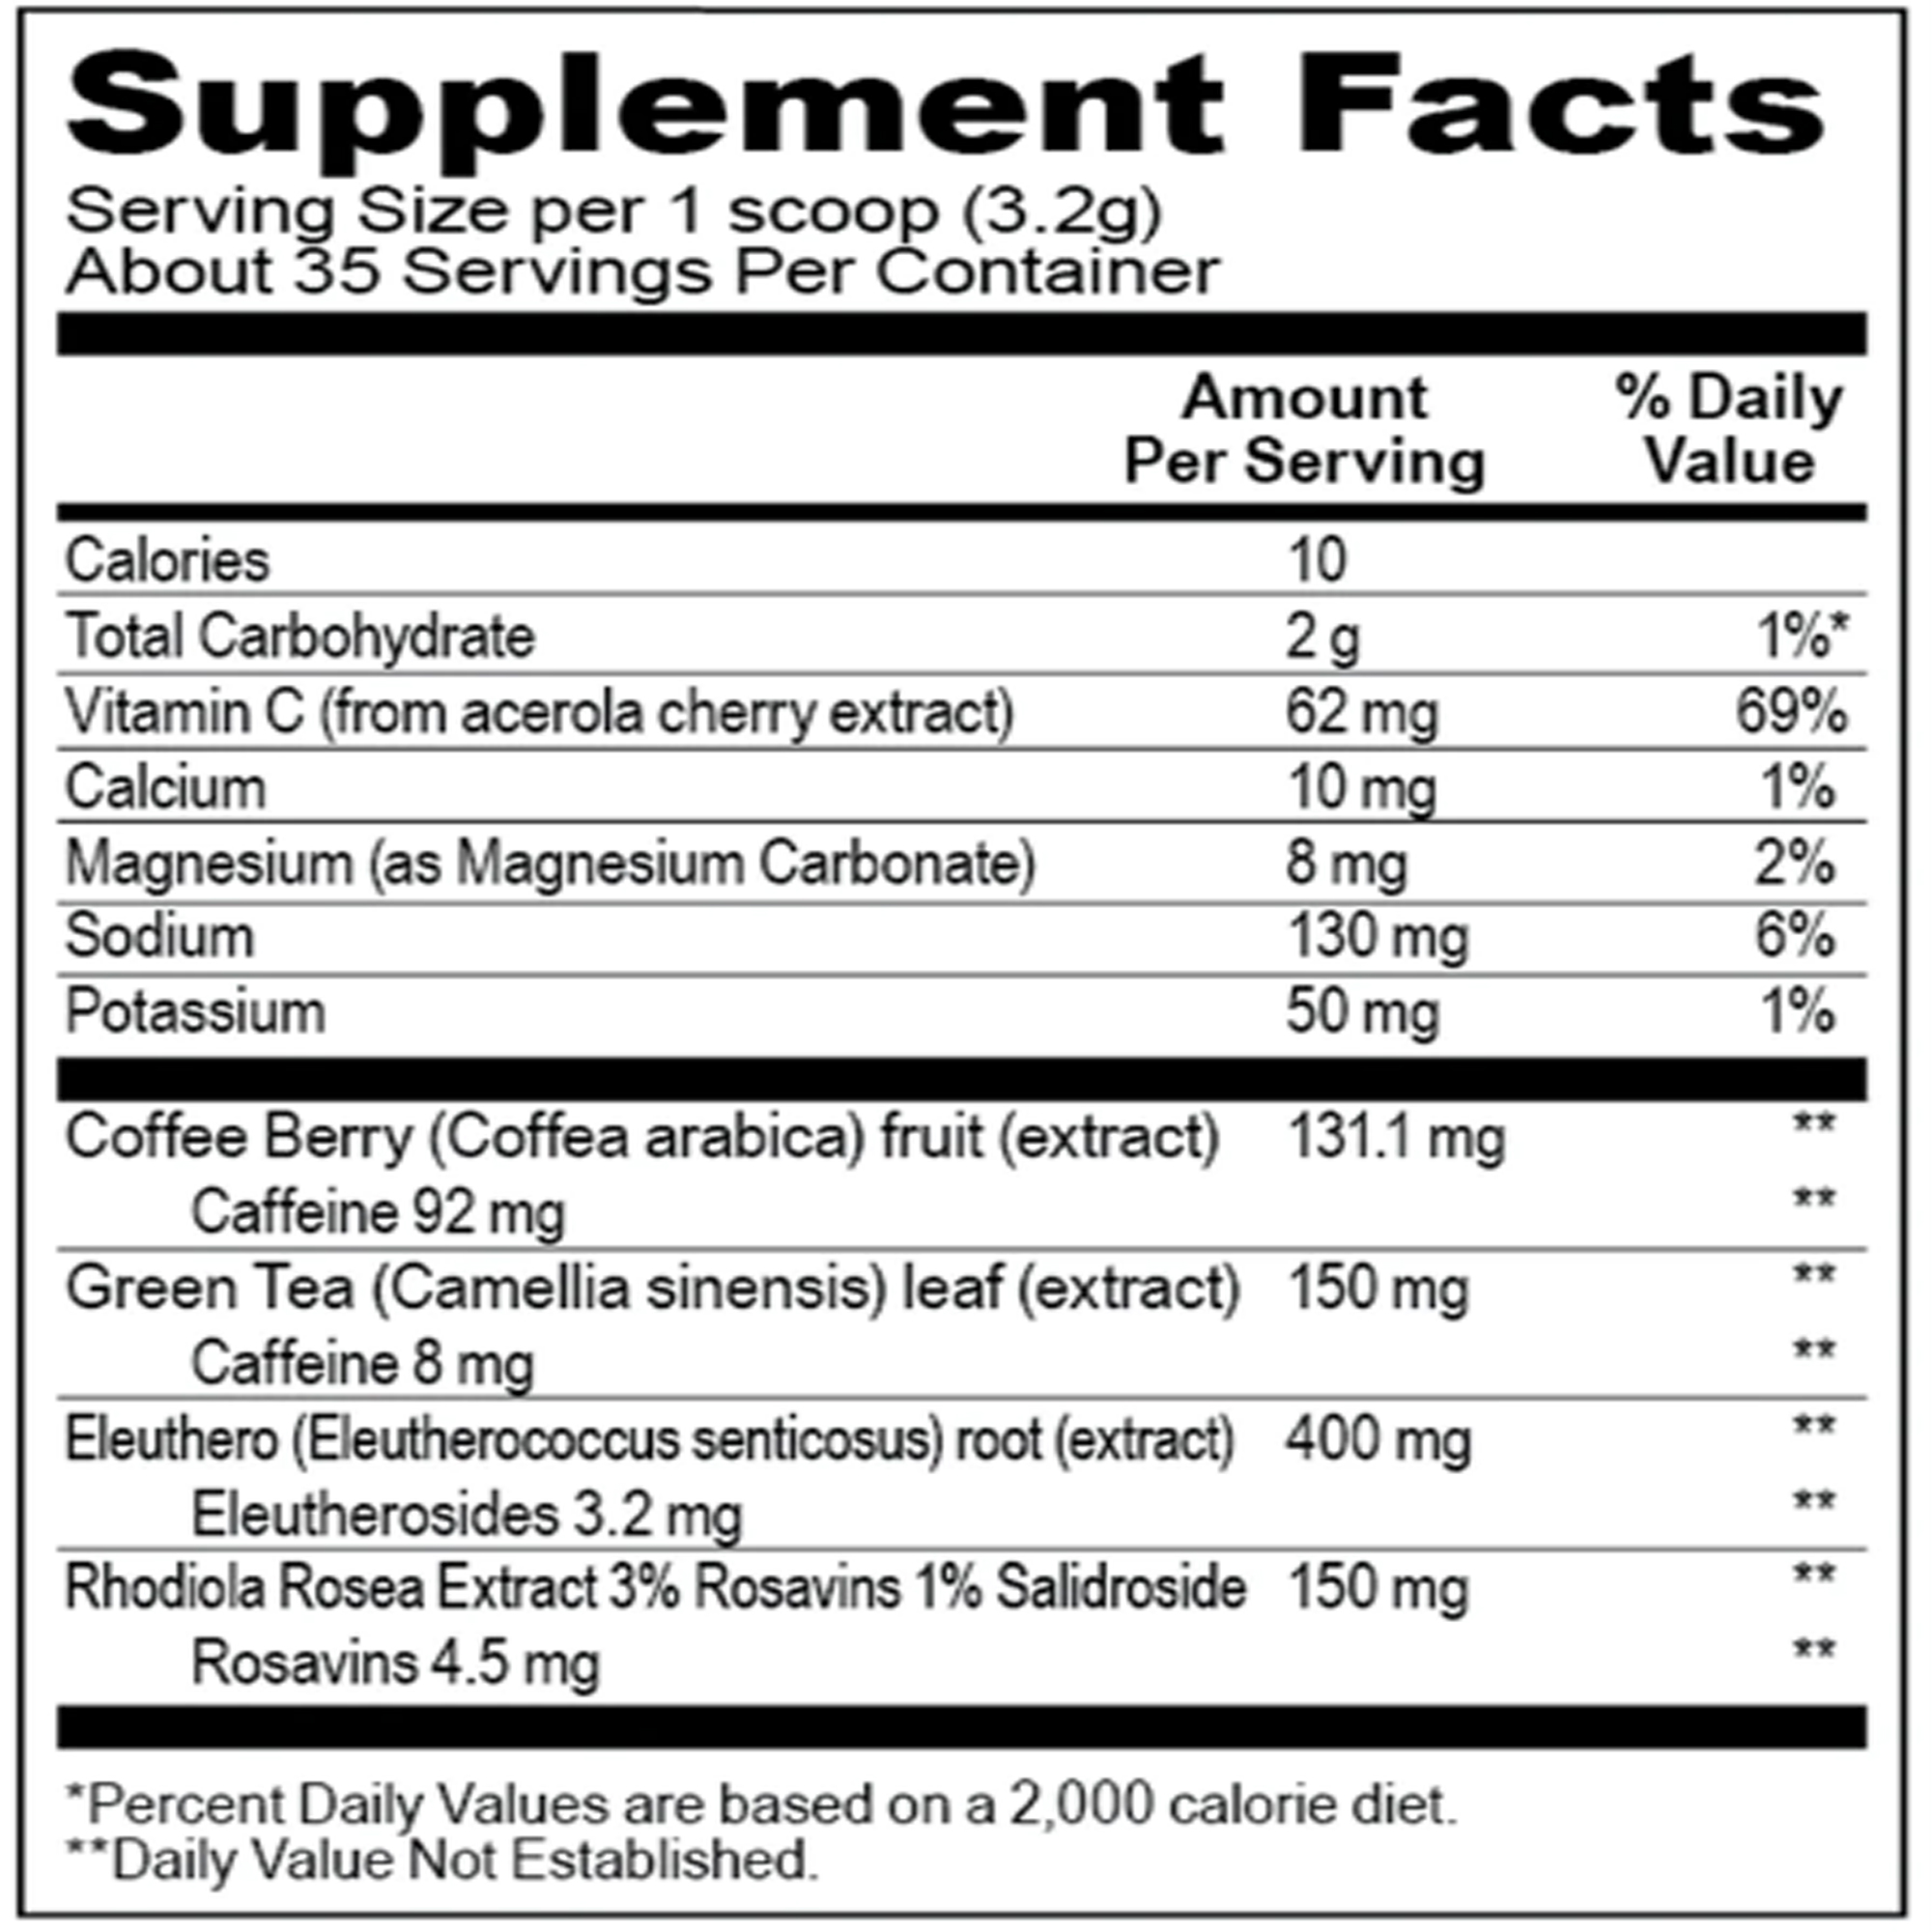 Supplement Facts
Serving Size per 1 scoop (3.2g)
About 35 Servings Per Container
Amount Per Serving % Daily Value
Calories 10
Total Carbohydrate 2 g 1%*
Vitamin C (from acerola cherry extract) 62 mg 69%
Calcium 10 mg 1%
Magnesium (as Magnesium Carbonate) 8 mg 2%
Sodium 130 mg 6%
Potassium 50 mg 1%
Coffee Berry (Coffea arabica) fruit (extract) 131.1 mg **
Caffeine 92 mg **
Green Tea (Camellia sinensis) leaf (extract) 150 mg **
Caffeine 8 mg **
Eleuthero (Eleutherococcus senticosus) root (extract) 400 mg **
Eleutherosides 3.2 mg **
Rhodiola Rosea Extract 3% Rosavins 1% Salidroside 150 mg **
Rosavins 4.5 mg **
*Percent Daily Values are based on a 2,000 calorie diet.
**Daily Value Not Established.